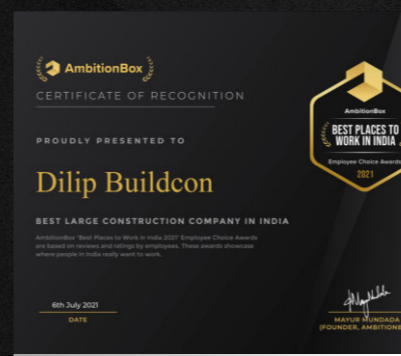 AmbitionBox
CERTIFICATE OF RECOGNITION
PROUDLY PRESENTED TO
Dilip Buildcon
BEST LARGE CONSTRUCTION COMPANY IN INDIA
AmbitionBox 'Best Places to Work in India 2021' Employee Choice Awards
are based on reviews and ratings by employees. These awards showcase
where people in India really want to work.
6th July 2021
DATE
AmbitionBox
BEST PLACES TO
WORK IN INDIA
Employee Choice Awards
2021
MAYUR MUNDADA
(FOUNDER, AMBITIONB